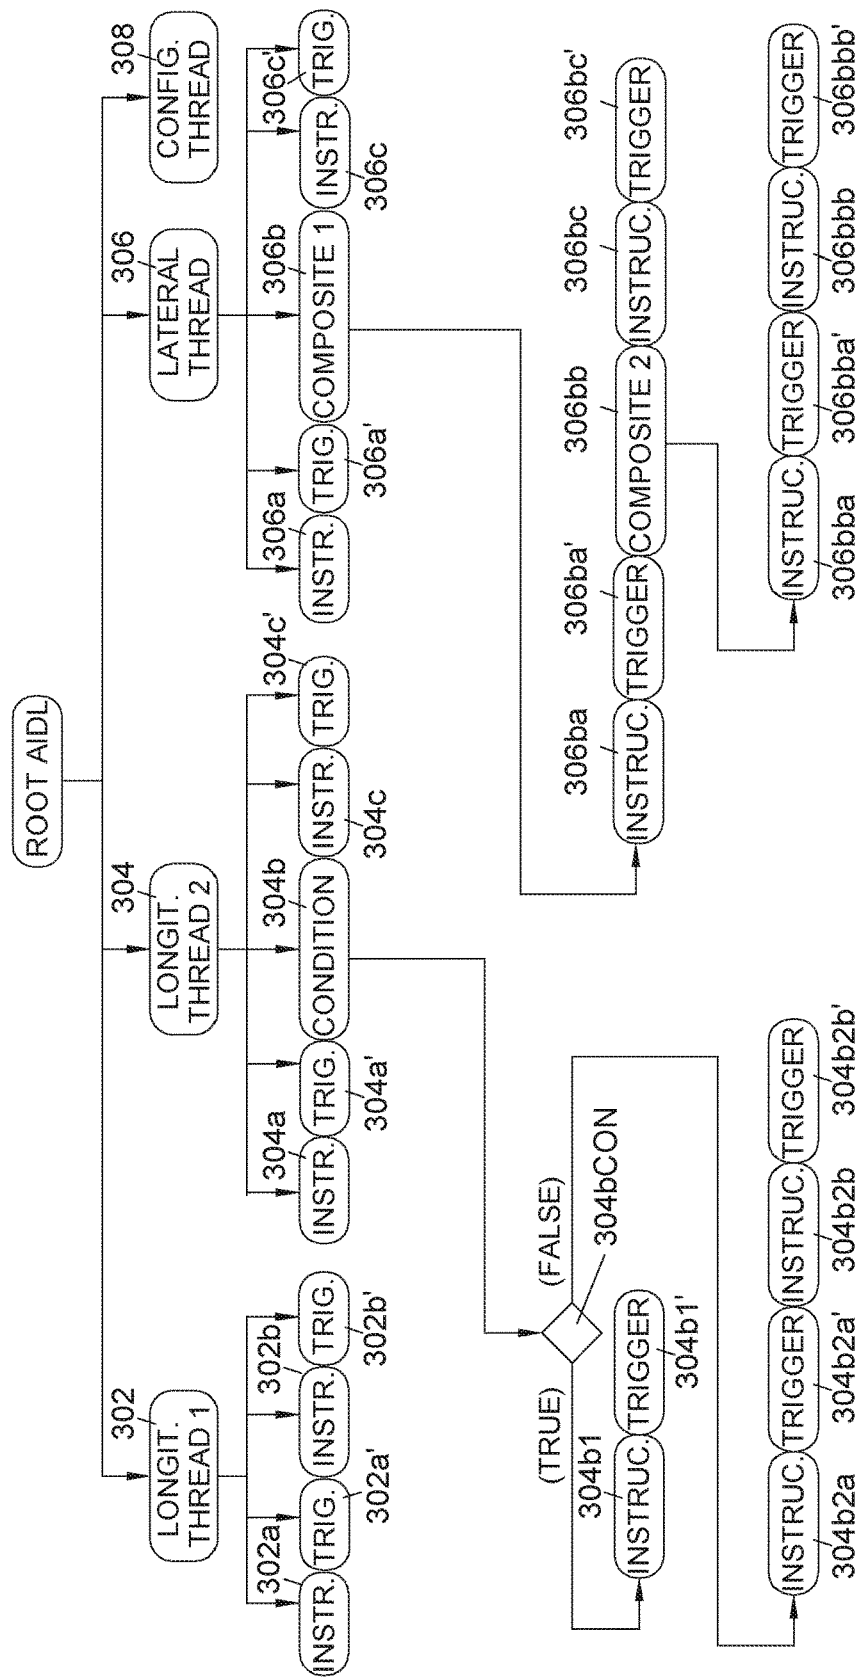 ROOT AIDL
302
304
306
308
LONGIT.
THREAD 1
LONGIT.
THREAD 2
LATERAL
THREAD
CONFIG.
THREAD
302a
302b
304a
304b
304c'
306a
306b
306c'
INSTR.
TRIG.
INSTR.
TRIG.
INSTR.
TRIG.
CONDITION
INSTR.
TRIG.
INSTR.
TRIG.
COMPOSITE 1
INSTR.
TRIG.
302a'
302b'
304a'
304c
306a'
306c
(TRUE)
(FALSE)
304bCON
304b1
INSTRUC.
TRIGGER
304b1'
306ba
306ba'
306bb
306bc
306bc'
INSTRUC.
TRIGGER
COMPOSITE 2
INSTRUC.
TRIGGER
INSTRUC.
TRIGGER
INSTRUC.
TRIGGER
304b2a
304b2a'
304b2b
304b2b'
INSTRUC.
TRIGGER
INSTRUC.
TRIGGER
306bba
306bba'
306bbb
306bbb'